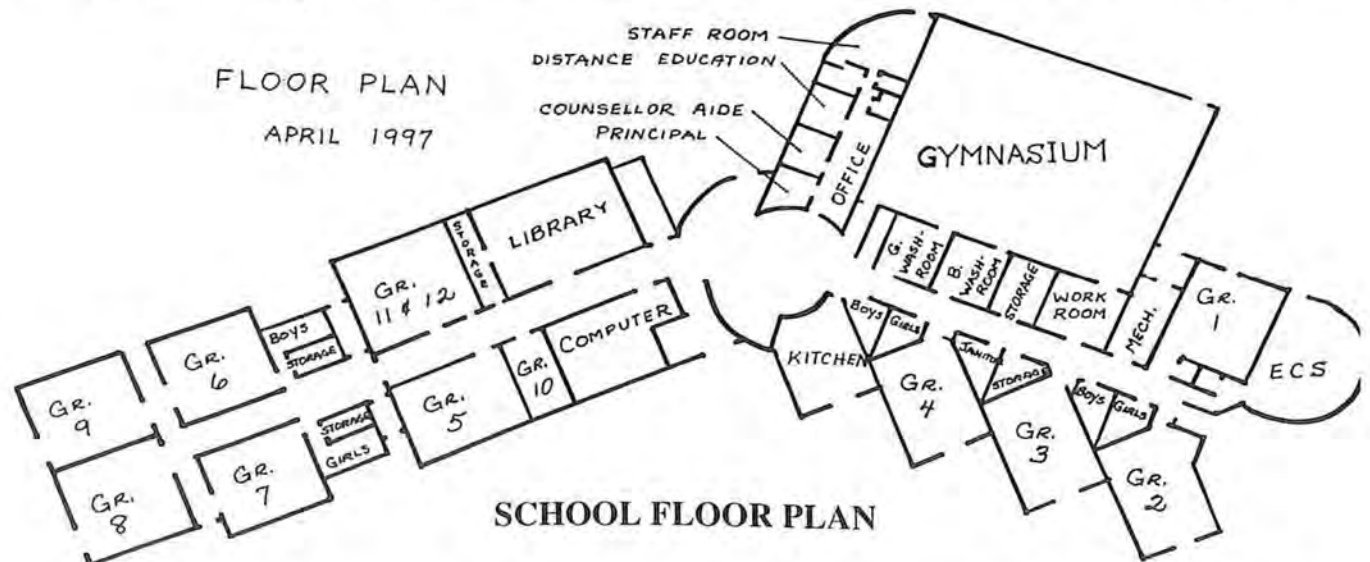 STAFF ROOM
DISTANCE EDUCATION
COUNSELLOR AIDE
PRINCIPAL
FLOOR PLAN
APRIL 1997
OFFICE
GYMNASIUM
LIBRARY
STORAGE
GR.
11 & 12
BOYS
STORAGE
GR.
6
GR.
9
GR.
8
GR.
7
STORAGE
GIRLS
GR.
5
GR.
10
COMPUTER
G.
WASH-
ROOM
B.
WASH-
ROOM
STORAGE
WORK
ROOM
MECH.
GR.
1
ECS
KITCHEN
BOYS
GIRLS
GR.
4
JANITOR
STORAGE
GR.
3
BOYS
GIRLS
GR.
2
SCHOOL FLOOR PLAN